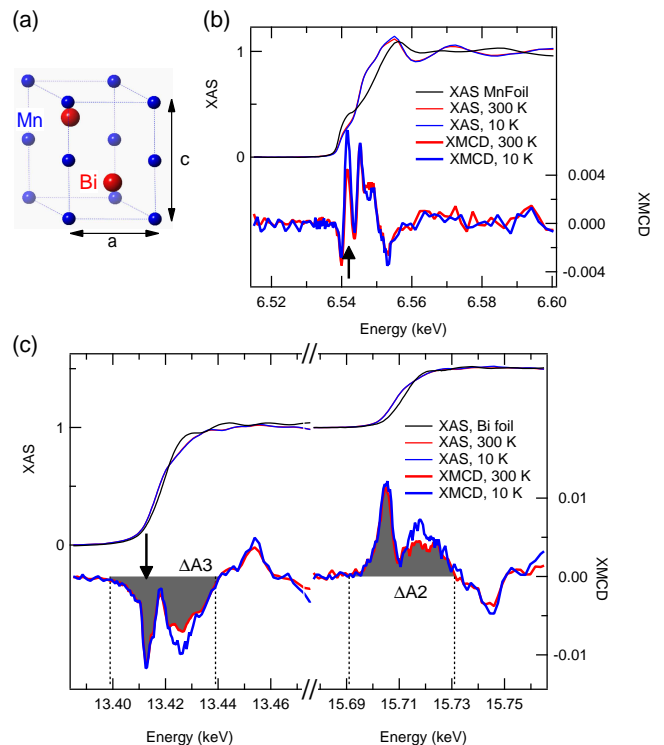 (a)
Mn
Bi
c
a
(b)
XAS
1
0
XAS MnFoil
XAS, 300 K
XAS, 10 K
XMCD, 300 K
XMCD, 10 K
0.004
0.000
-0.004
XMCD
6.52 6.54 6.56 6.58 6.60
Energy (keV)
(c)
XAS
1
0
XAS, Bi foil
XAS, 300 K
XAS, 10 K
XMCD, 300 K
XMCD, 10 K
ΔA3
ΔA2
0.01
0.00
-0.01
XMCD
13.40 13.42 13.44 13.46 15.69 15.71 15.73 15.75
// //
Energy (keV) Energy (keV)